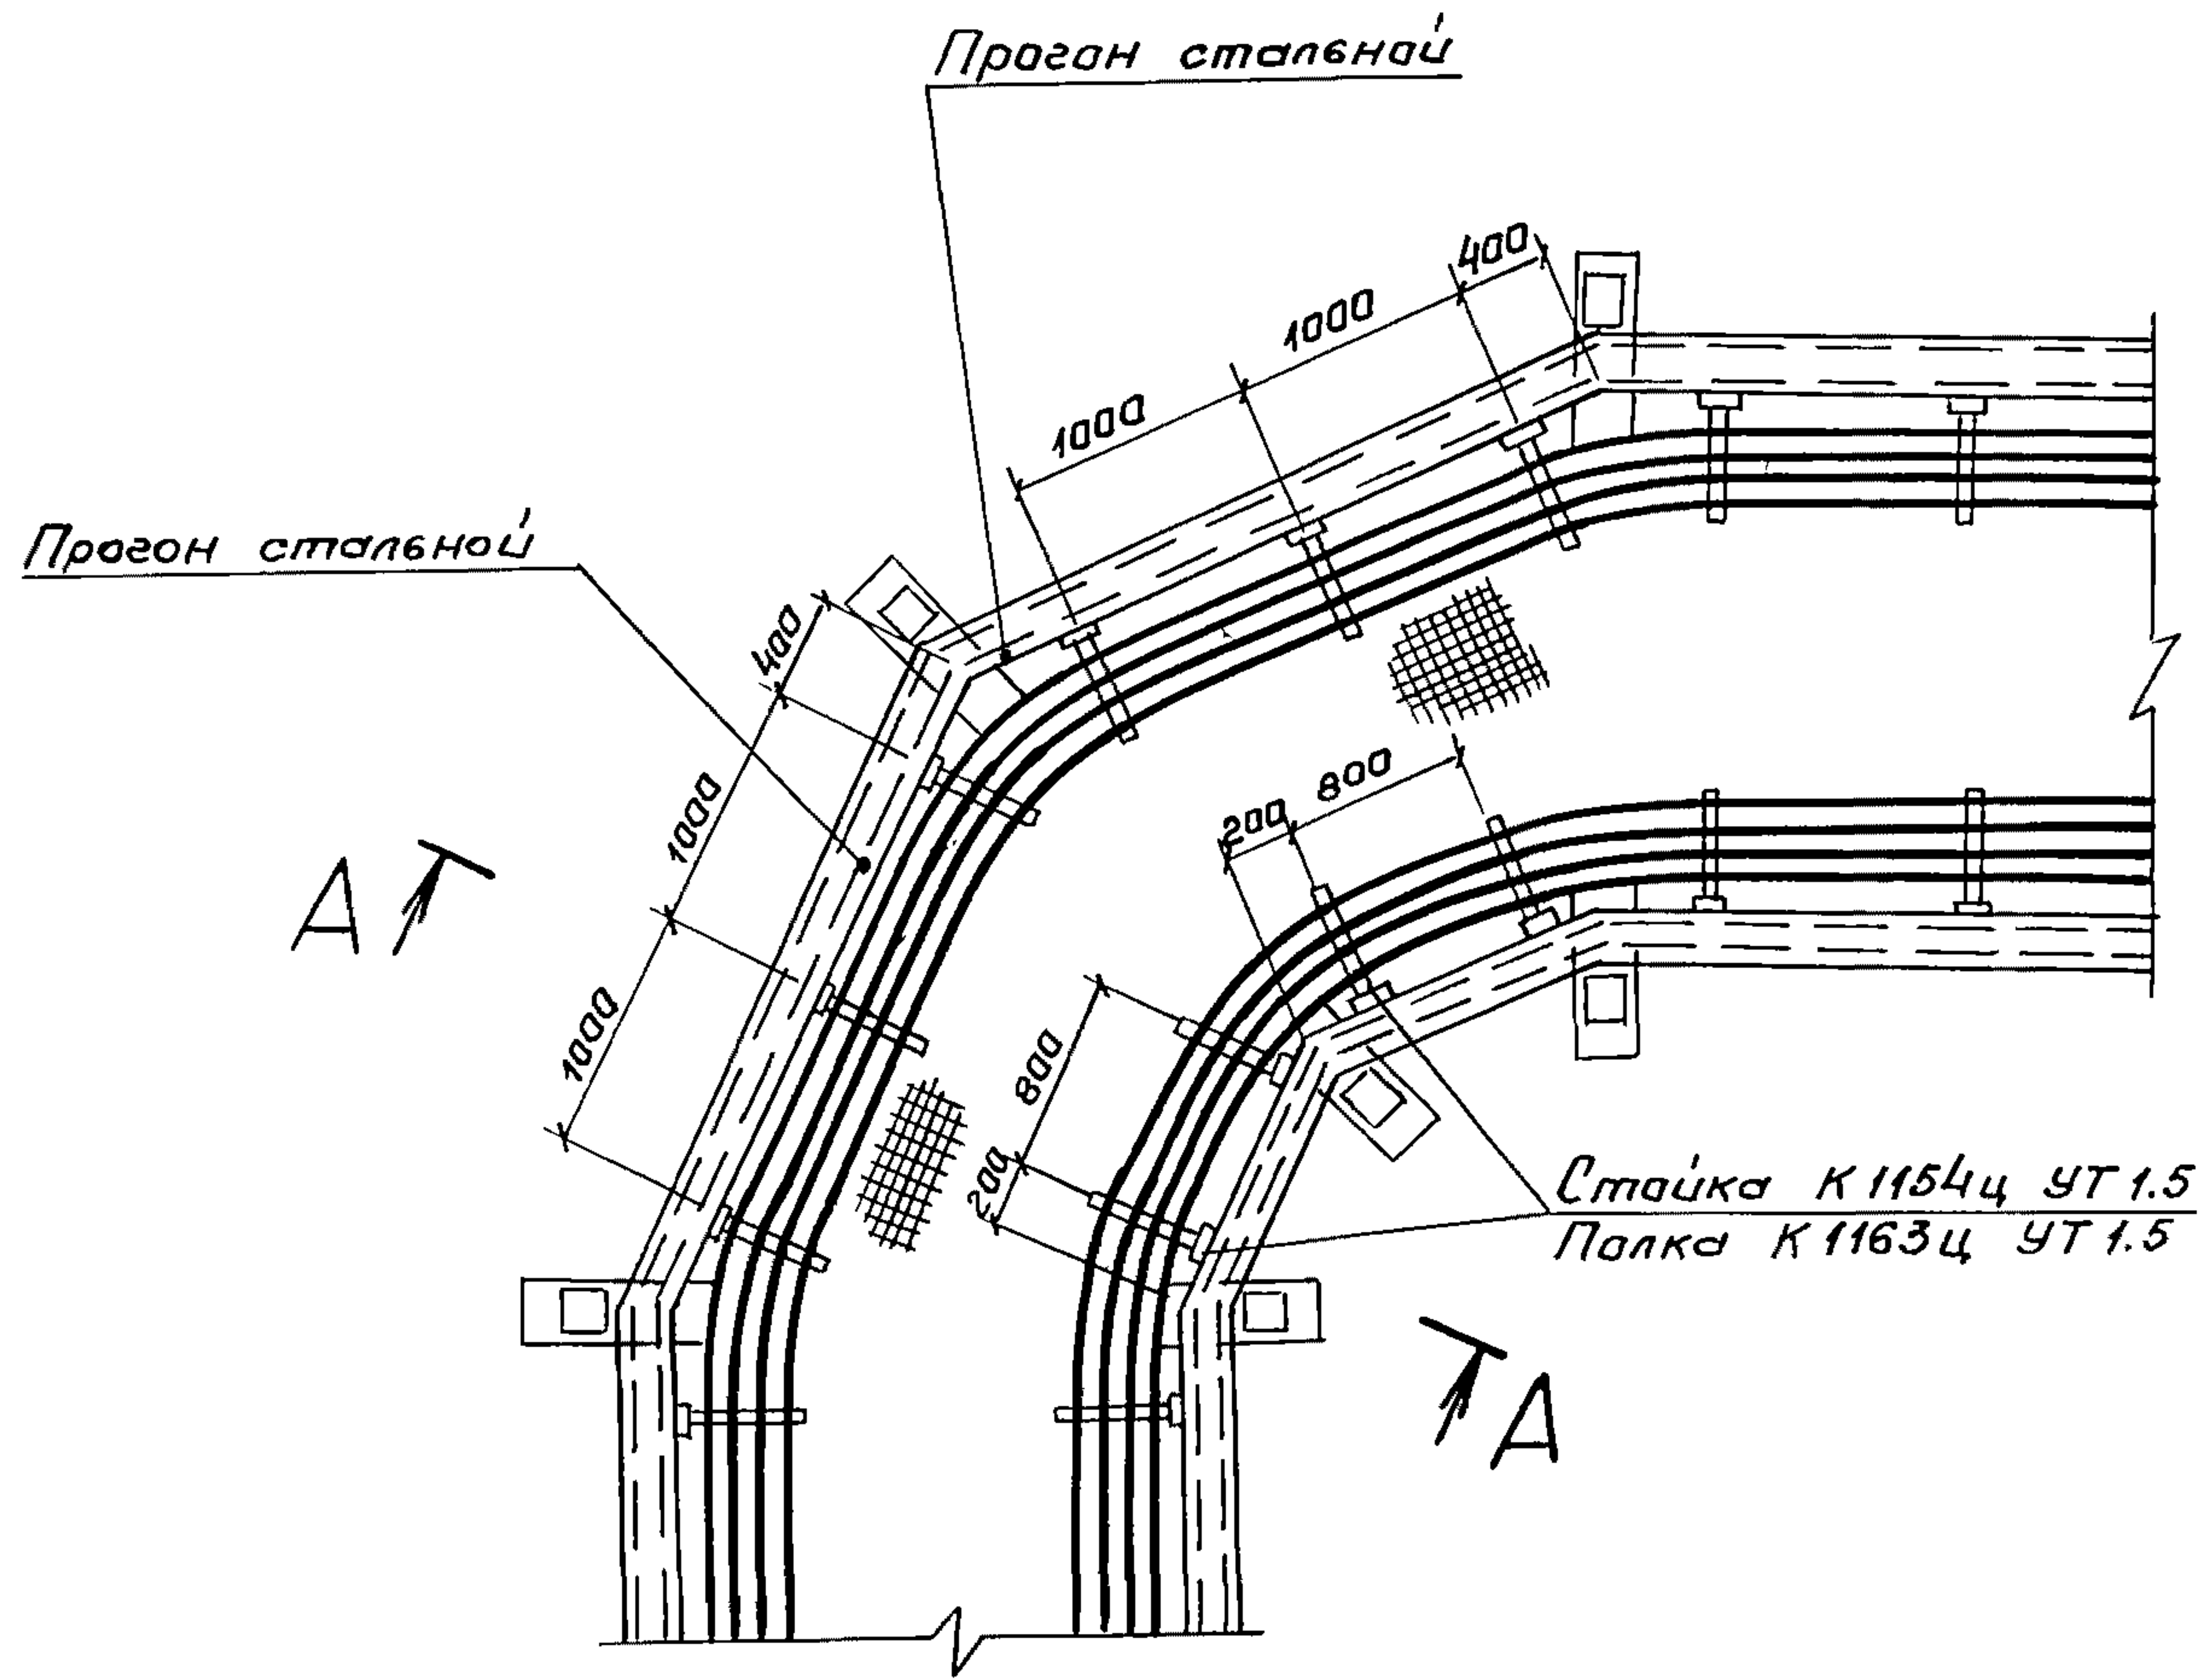 Прогон стальной
400
1000
1000
Прогон стальной
400
1000
1000
800
200
800
200
А
А
Стойка К1154ц УТ1.5
Полка К1163ц УТ1.5